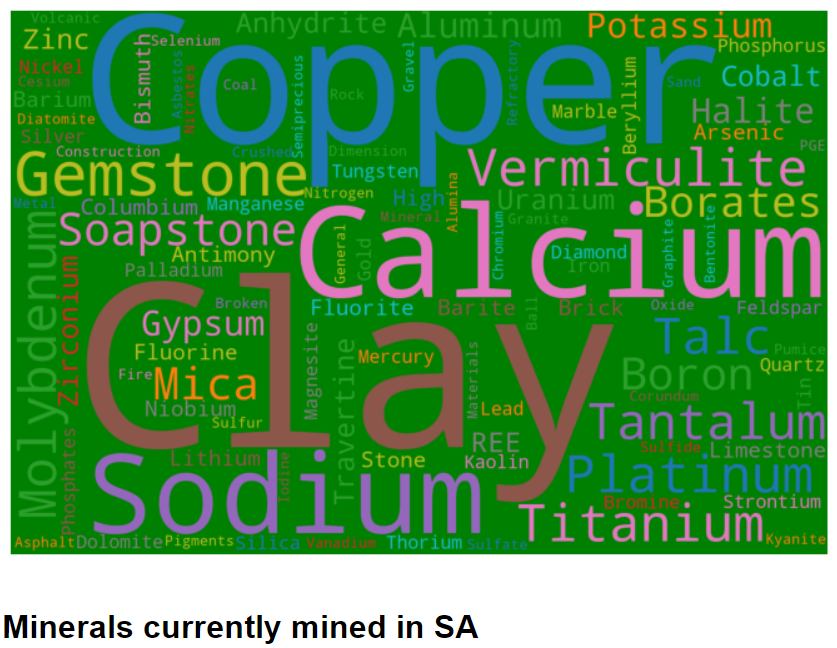 Volcanic
Anhydrite
Aluminum
Potassium
Zinc
Copper
Bismuth
Selenium
Gravel
Refractory
Phosphorus
Nickel
Cesium
Asbestos
Nitrates
Coal
Semiprecious
Rock
Beryllium
Sand
Cobalt
Barium
Diatomite
Marble
Halite
Silver
Arsenic
Construction
Crushed
Dimension
PGE
Gemstone
Tungsten
Vermiculite
Metal
Columbium
Manganese
Nitrogen
High
Alumina
Uranium
Borates
Molybdenum
Soapstone
Calcium
Mineral
Granite
General
Gold
Chromium
Diamond
Iron
Graphite
Bentonite
Antimony
Zirconium
Palladium
Clay
Broken
Fluorite
Barite
Ball
Brick
Oxide
Feldspar
Gypsum
Magnesite
Talc
Fluorine
Travertine
Mercury
Materials
Pumice
Fire
Mica
Boron
Quartz
Niobium
Corundum
Tin
Sulfur
Lead
Tantalum
Phosphates
REE
Sulfide
Limestone
Lithium
Iodine
Stone
Kaolin
Platinum
Sodium
Bromine
Strontium
Titanium
Asphalt
Dolomite
Pigments
Silica
Vanadium
Thorium
Sulfate
Kyanite
Minerals currently mined in SA